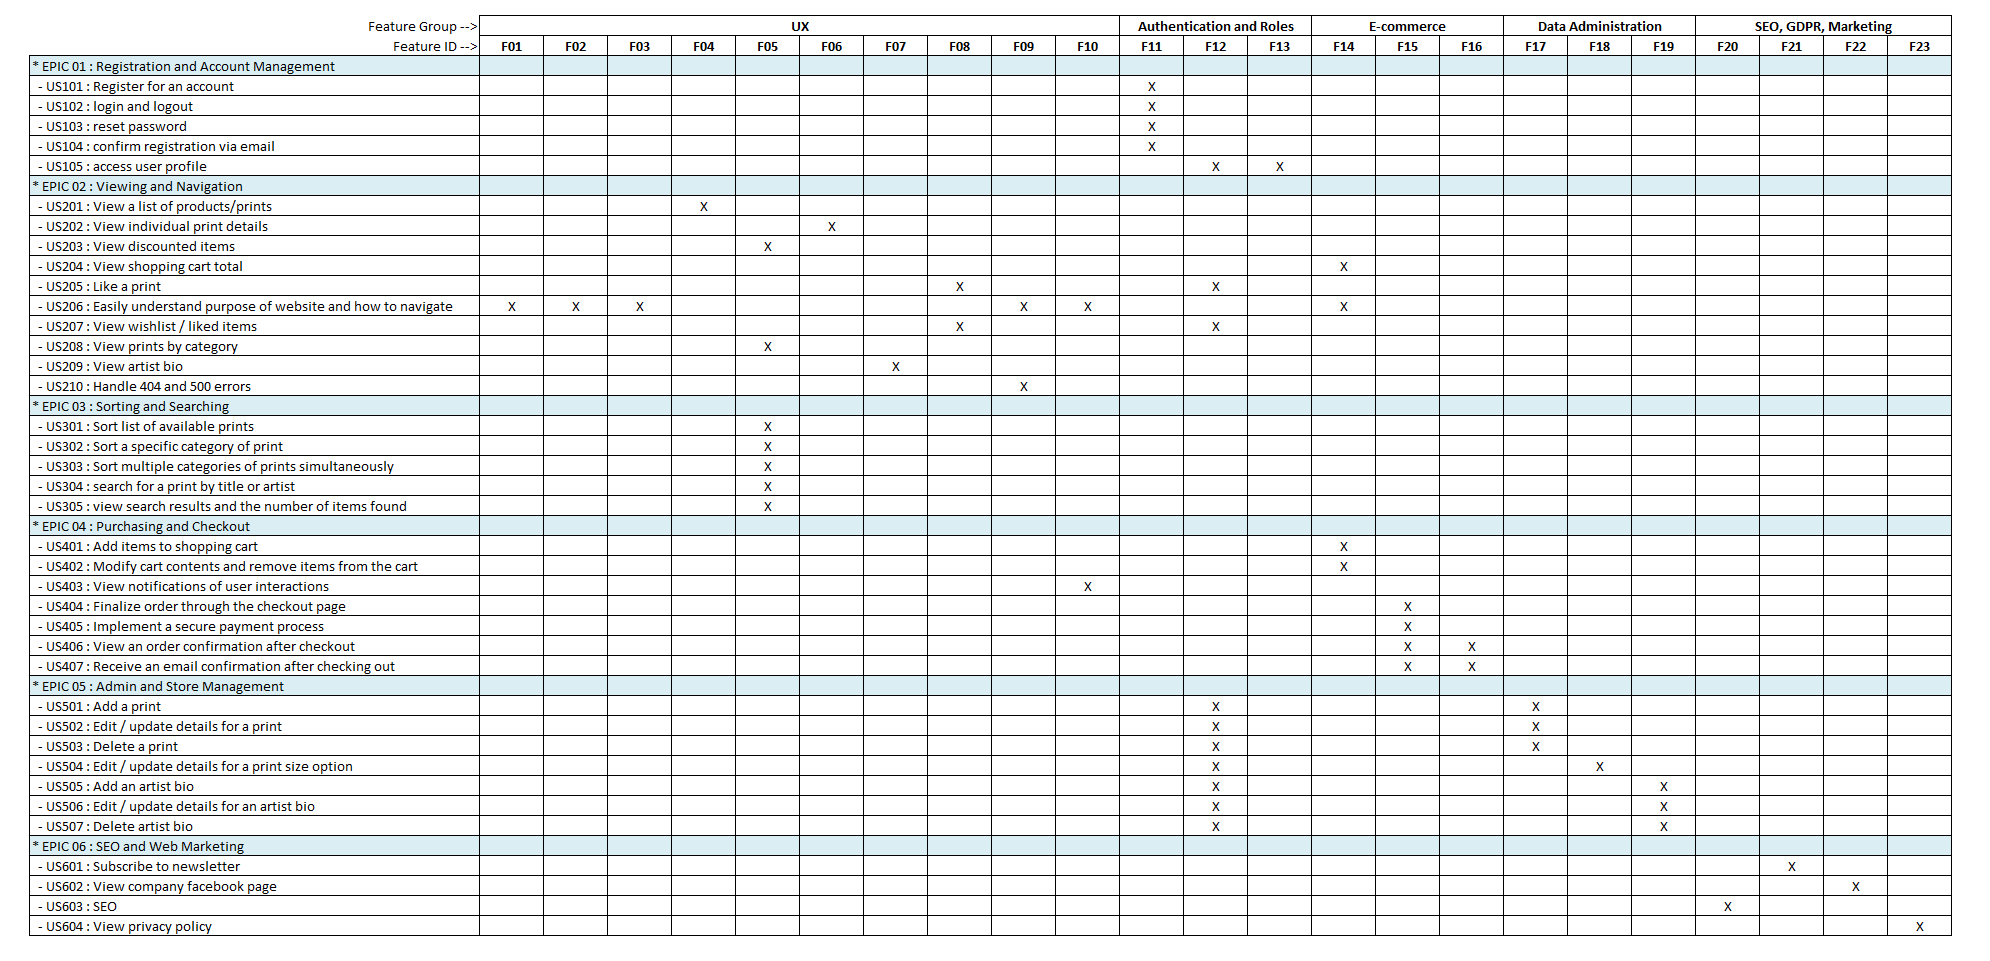 Feature Group --> UX Authentication and Roles E-commerce Data Administration SEO, GDPR, Marketing
Feature ID --> F01 F02 F03 F04 F05 F06 F07 F08 F09 F10 F11 F12 F13 F14 F15 F16 F17 F18 F19 F20 F21 F22 F23
* EPIC 01 : Registration and Account Management
- US101 : Register for an account X
- US102 : login and logout X
- US103 : reset password X
- US104 : confirm registration via email X
- US105 : access user profile X X
* EPIC 02 : Viewing and Navigation
- US201 : View a list of products/prints X
- US202 : View individual print details X
- US203 : View discounted items X
- US204 : View shopping cart total X
- US205 : Like a print X X
- US206 : Easily understand purpose of website and how to navigate X X X X X X
- US207 : View wishlist / liked items X X
- US208 : View prints by category X
- US209 : View artist bio X
- US210 : Handle 404 and 500 errors X
* EPIC 03 : Sorting and Searching
- US301 : Sort list of available prints X
- US302 : Sort a specific category of print X
- US303 : Sort multiple categories of prints simultaneously X
- US304 : search for a print by title or artist X
- US305 : view search results and the number of items found X
* EPIC 04 : Purchasing and Checkout
- US401 : Add items to shopping cart X
- US402 : Modify cart contents and remove items from the cart X
- US403 : View notifications of user interactions X
- US404 : Finalize order through the checkout page X
- US405 : Implement a secure payment process X
- US406 : View an order confirmation after checkout X X
- US407 : Receive an email confirmation after checking out X X
* EPIC 05 : Admin and Store Management
- US501 : Add a print X X
- US502 : Edit / update details for a print X X
- US503 : Delete a print X X
- US504 : Edit / update details for a print size option X X
- US505 : Add an artist bio X X
- US506 : Edit / update details for an artist bio X X
- US507 : Delete artist bio X X
* EPIC 06 : SEO and Web Marketing
- US601 : Subscribe to newsletter X
- US602 : View company facebook page X
- US603 : SEO X
- US604 : View privacy policy X